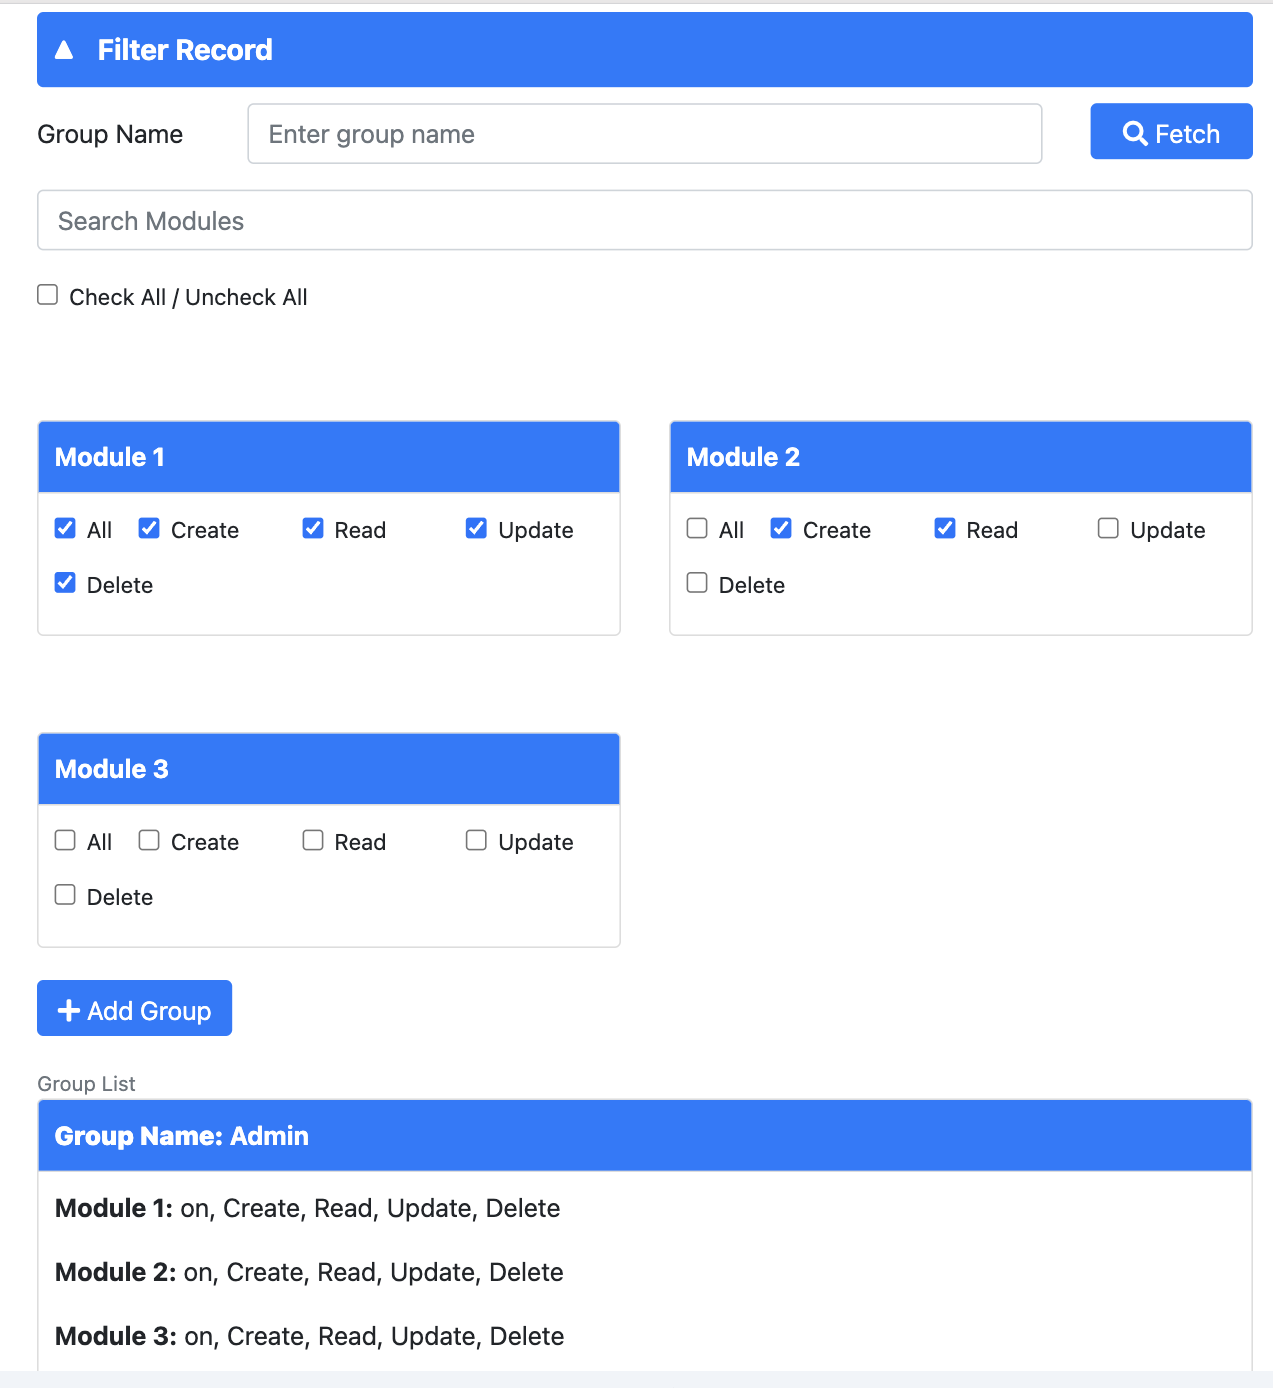 Filter Record
Group Name
Enter group name
Fetch
Search Modules
Check All / Uncheck All
Module 1
All Create Read Update
Delete
Module 2
All Create Read Update
Delete
Module 3
All Create Read Update
Delete
Add Group
Group List
Group Name: Admin
Module 1: on, Create, Read, Update, Delete
Module 2: on, Create, Read, Update, Delete
Module 3: on, Create, Read, Update, Delete